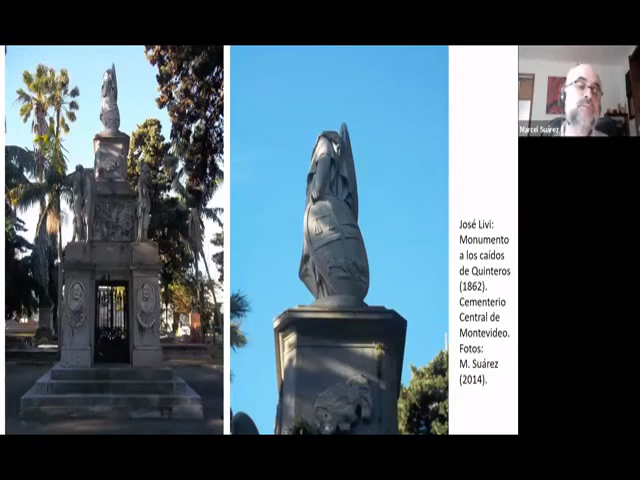 Marcel Suárez
José Livi:
Monumento
a los caídos
de Quinteros
(1862).
Cementerio
Central de
Montevideo.
Fotos:
M. Suárez
(2014).